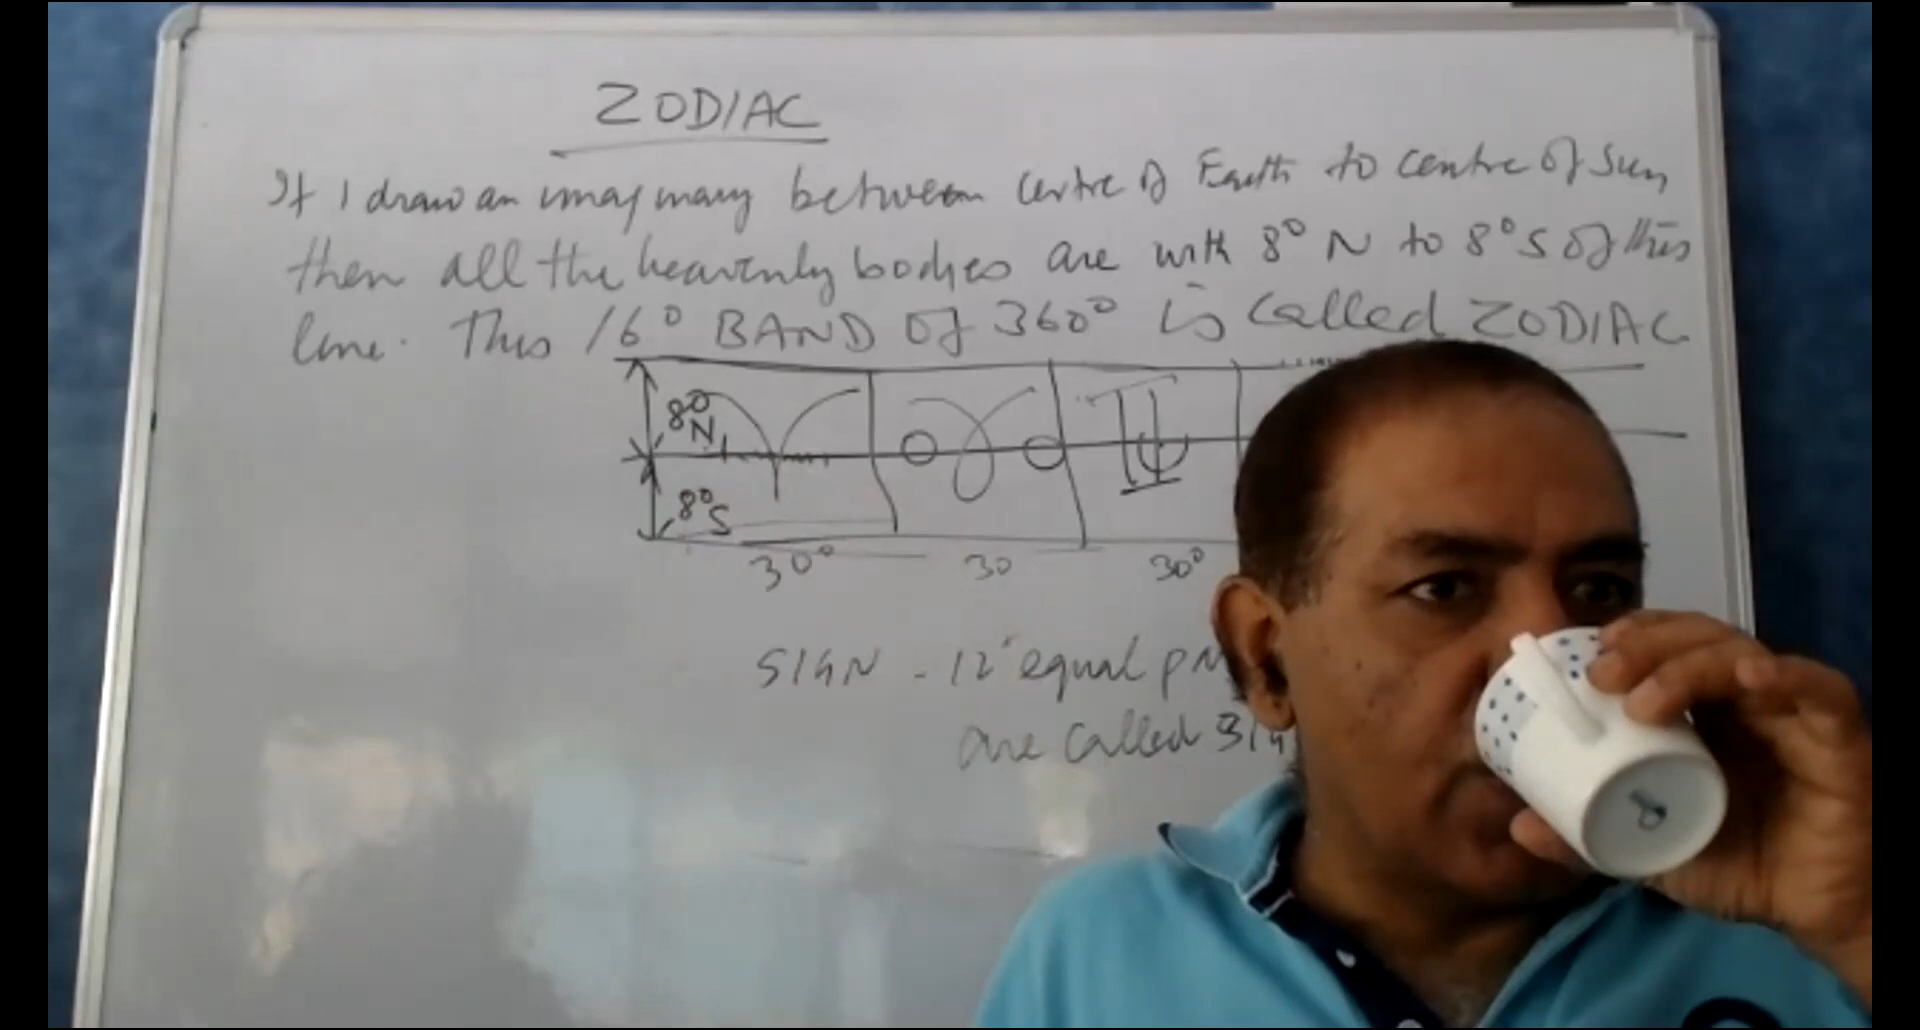 ZODIAC
If I draw an imaginary between centre of Earth to centre of Sun,
then all the heavenly bodies are with 8° N to 8° S of this
line. This 16° BAND of 360° is called ZODIAC
8° N
8° S
30° 30 30°
SIGN - 12 equal
are called